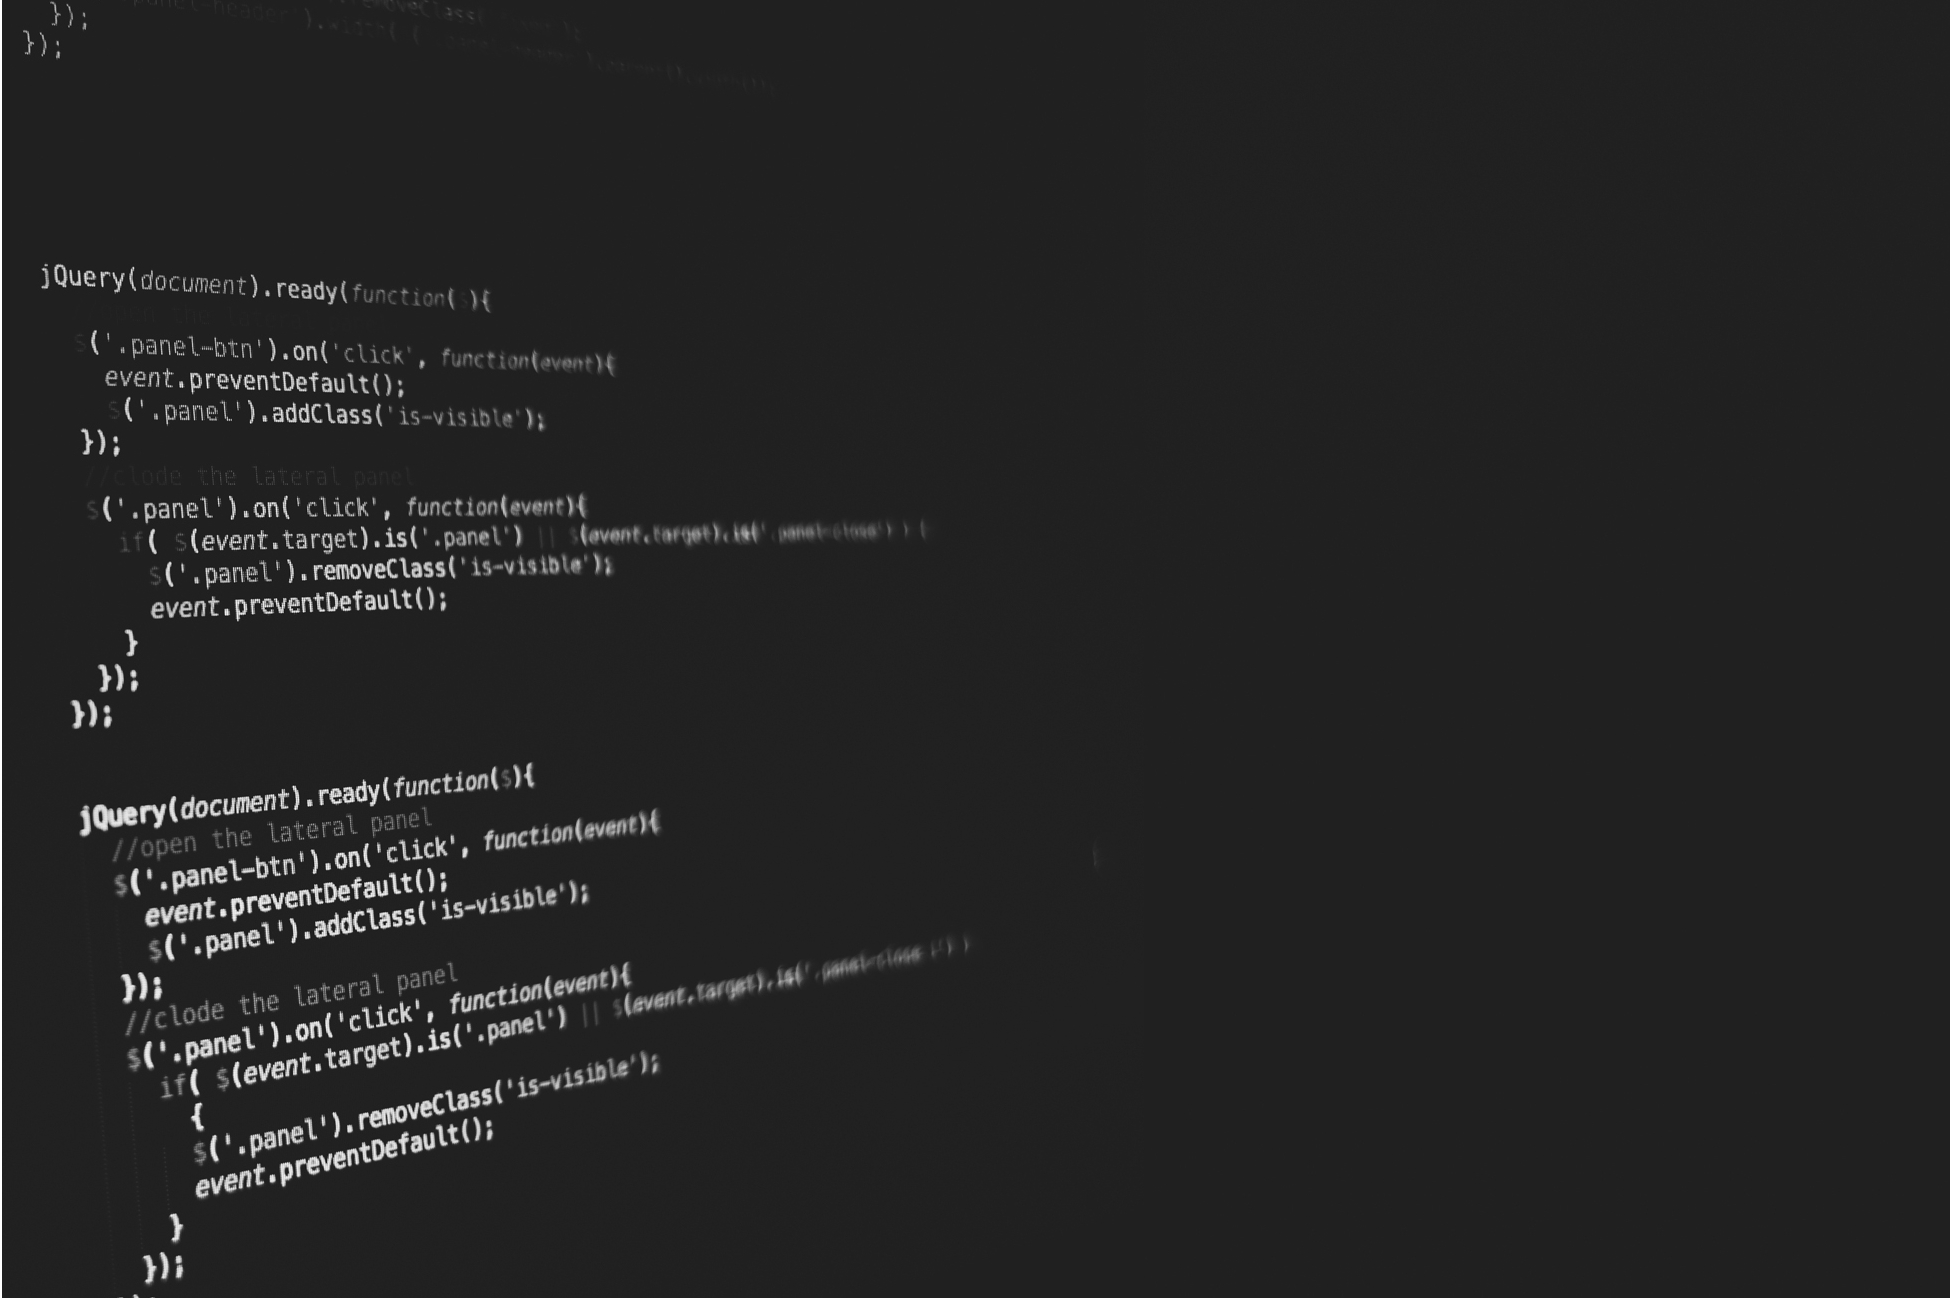 });
});
jQuery(document).ready(function( ){
the lateral
$('.panel-btn').on('click', function(event){
event.preventDefault();
$('.panel').addClass('is-visible');
});
//clode the lateral panel
$('.panel').on('click', function(event){
if( $(event.target).is('.panel') || $(event.target).is('.panel-close') ) {
$('.panel').removeClass('is-visible');
event.preventDefault();
}
});
});
jQuery(document).ready(function($){
//open the lateral panel
$('.panel-btn').on('click', function(event){
event.preventDefault();
$('.panel').addClass('is-visible');
});
//clode the lateral panel
$('.panel').on('click', function(event){
if( $(event.target).is('.panel') || $(event.target).is('.panel-close
{
$('.panel').removeClass('is-visible');
event.preventDefault();
}
});